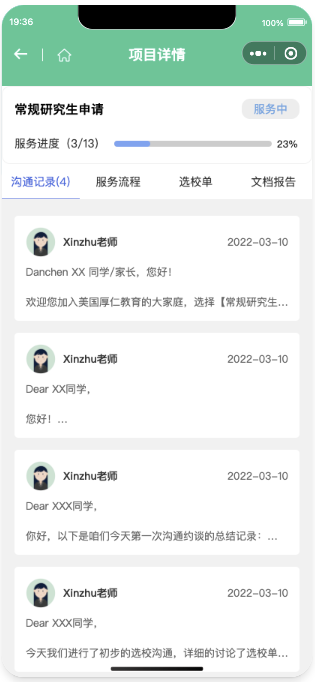 19:36
100%
项目详情
常规研究生申请
服务中
服务进度（3/13）
23%
沟通记录(4)
服务流程
选校单
文档报告
Xinzhu老师
2022-03-10
Danchen XX 同学/家长，您好！
欢迎您加入美国厚仁教育的大家庭，选择【常规研究生...
Xinzhu老师
2022-03-10
Dear XX同学，
您好！...
Xinzhu老师
2022-03-10
Dear XXX同学，
你好，以下是咱们今天第一次沟通约谈的总结记录：...
Xinzhu老师
2022-03-10
Dear XXX同学，
今天我们进行了初步的选校沟通，详细的讨论了选校单...